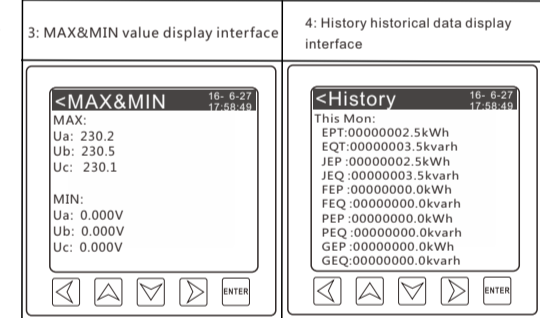 3: MAX&MIN value display interface
4: History historical data display
interface
<MAX&MIN
16- 6-27
17:58:49
MAX:
Ua: 230.2
Ub: 230.5
Uc: 230.1
MIN:
Ua: 0.000V
Ub: 0.000V
Uc: 0.000V
ENTER
<History
16- 6-27
17:58:49
This Mon:
EPT:00000002.5kWh
EQT:00000003.5kvarh
JEP :00000002.5kWh
JEQ :00000003.5kvarh
FEP :00000000.0kWh
FEQ :00000000.0kvarh
PEP :00000000.0kWh
PEQ :00000000.0kvarh
GEP :00000000.0kWh
GEQ:00000000.0kvarh
ENTER